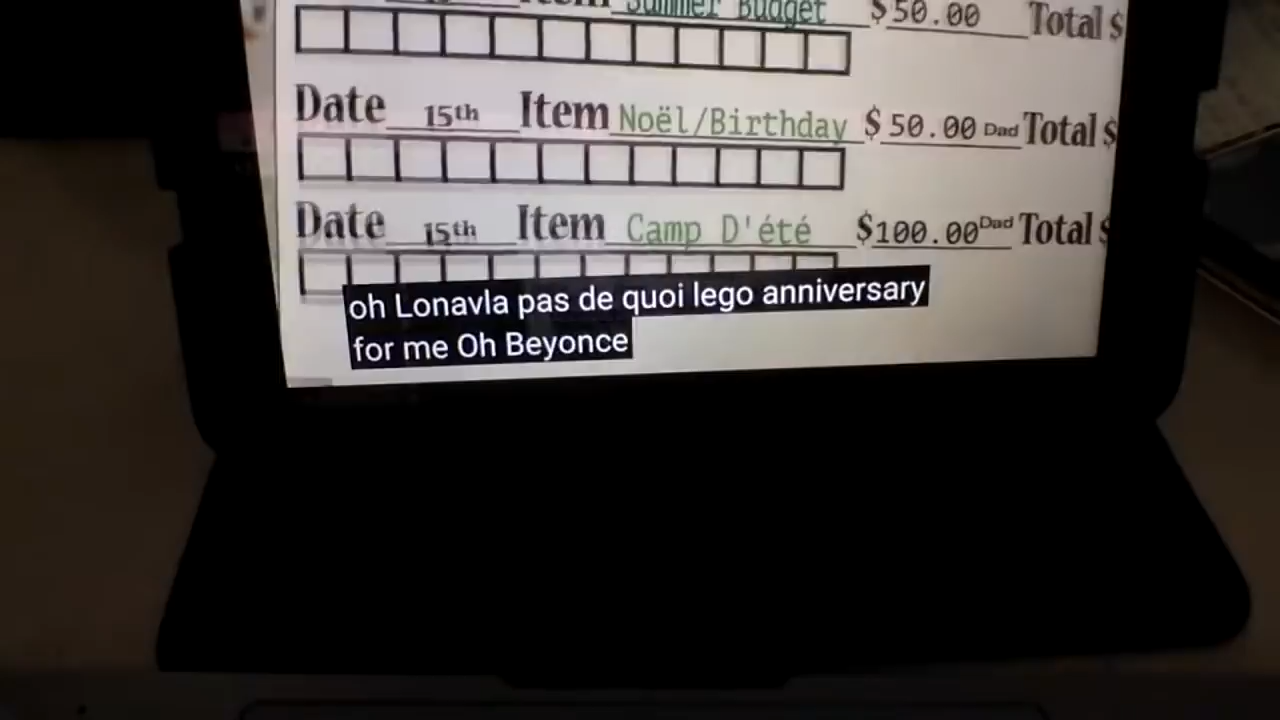 Summer Budget $50.00 Total $
Date 15th Item Noël/Birthday $50.00 Dad Total $
Date 15th Item Camp D'été $100.00 Dad Total $
oh Lonavla pas de quoi lego anniversary
for me Oh Beyonce